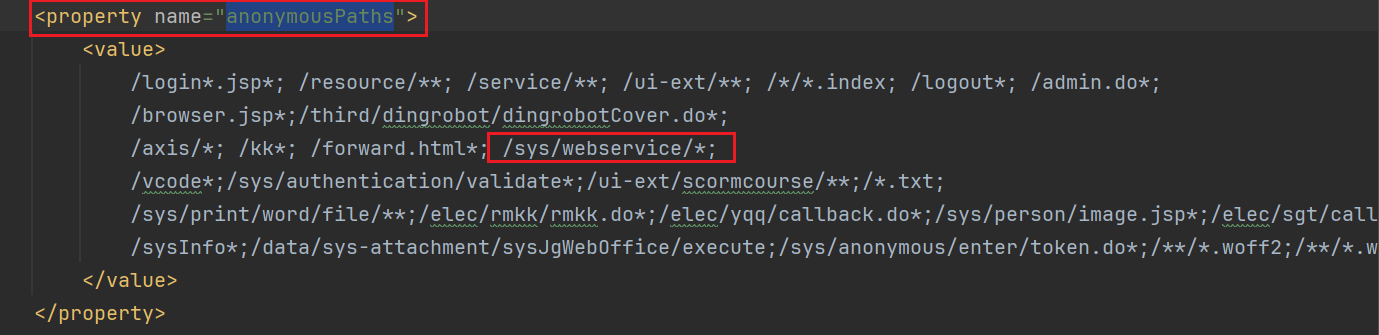 <property name="anonymousPaths">
<value>
/login*.jsp*; /resource/**; /service/**; /ui-ext/**; /*/*.index; /logout*; /admin.do*;
/browser.jsp*;/third/dingrobot/dingrobotCover.do*;
/axis/*; /kk*; /forward.html*; /sys/webservice/*;
/vcode*;/sys/authentication/validate*;/ui-ext/scormcourse/**;/*.txt;
/sys/print/word/file/**;/elec/rmkk/rmkk.do*;/elec/yqq/callback.do*;/sys/person/image.jsp*;/elec/sgt/call
/sysInfo*;/data/sys-attachment/sysJgWebOffice/execute;/sys/anonymous/enter/token.do*;/**/*.woff2;/**/*.w
</value>
</property>